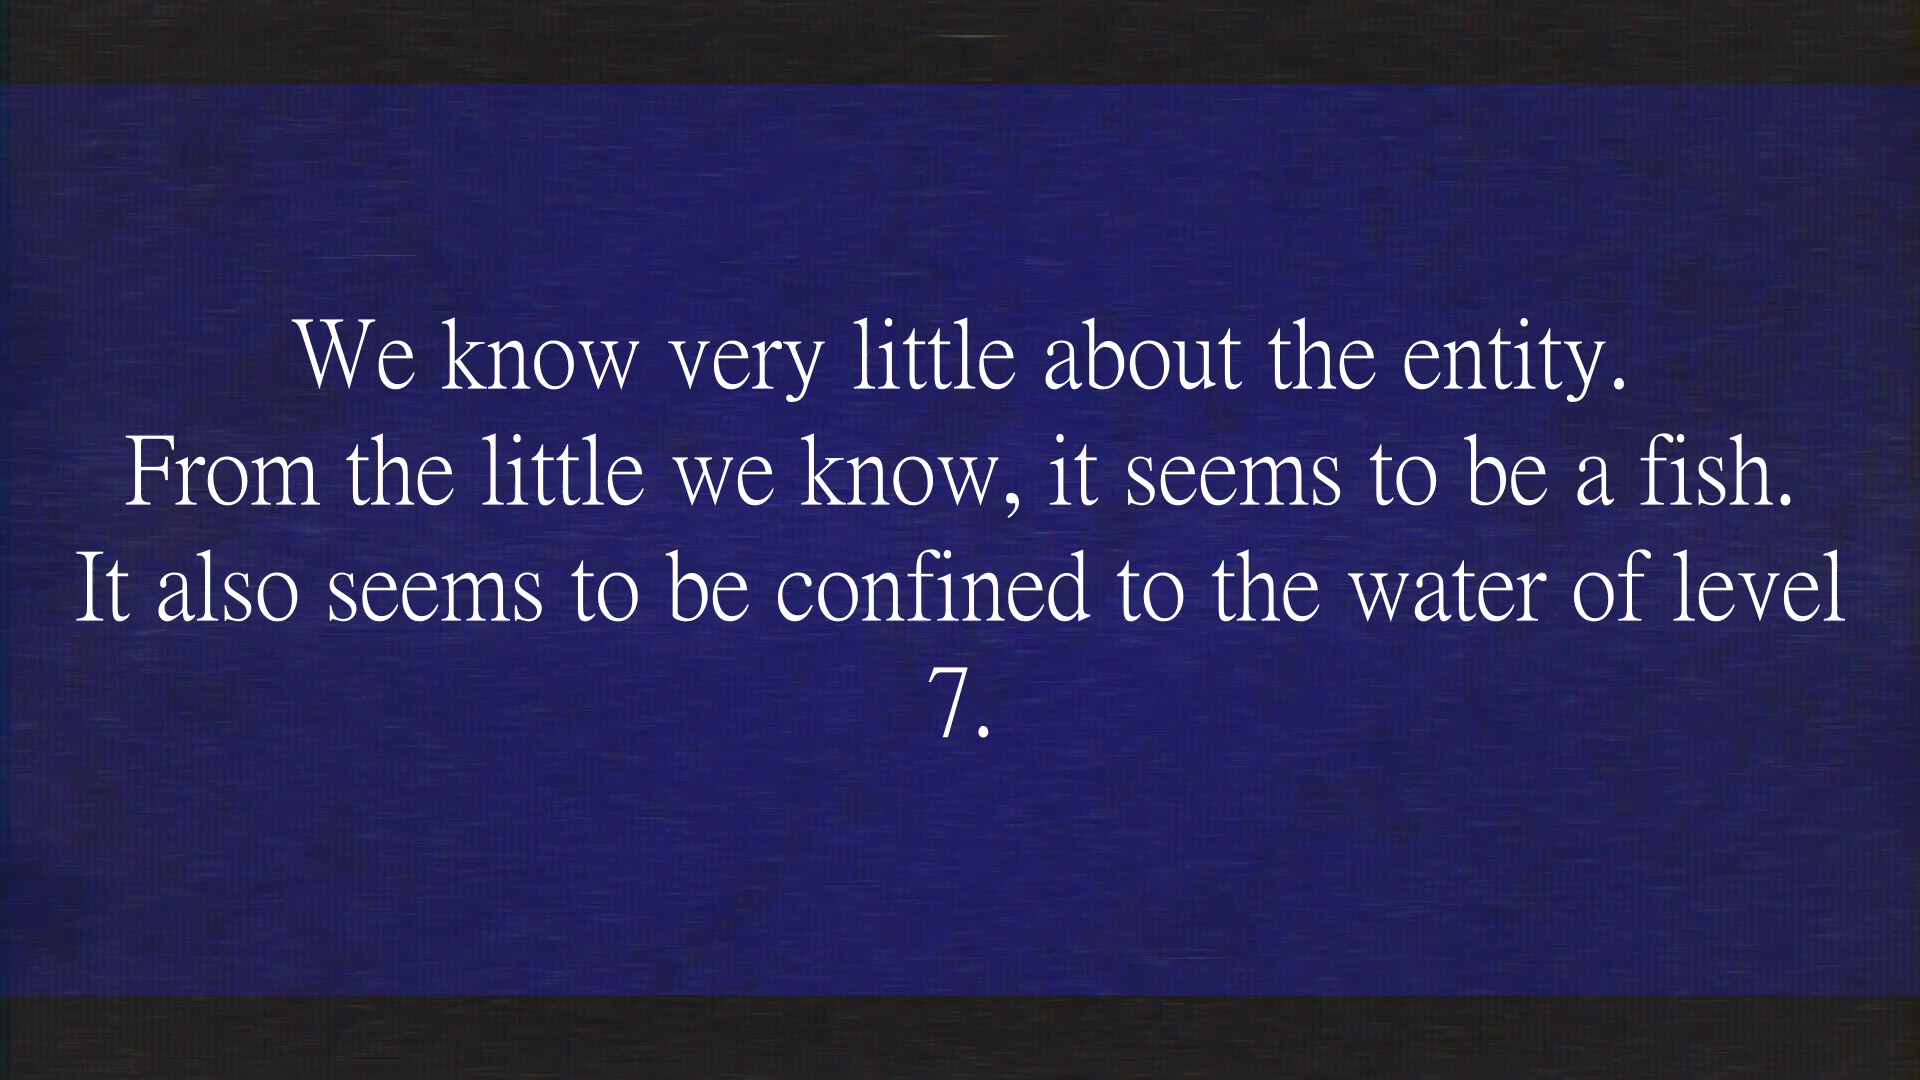 We know very little about the entity.
From the little we know, it seems to be a fish.
It also seems to be confined to the water of level
7.